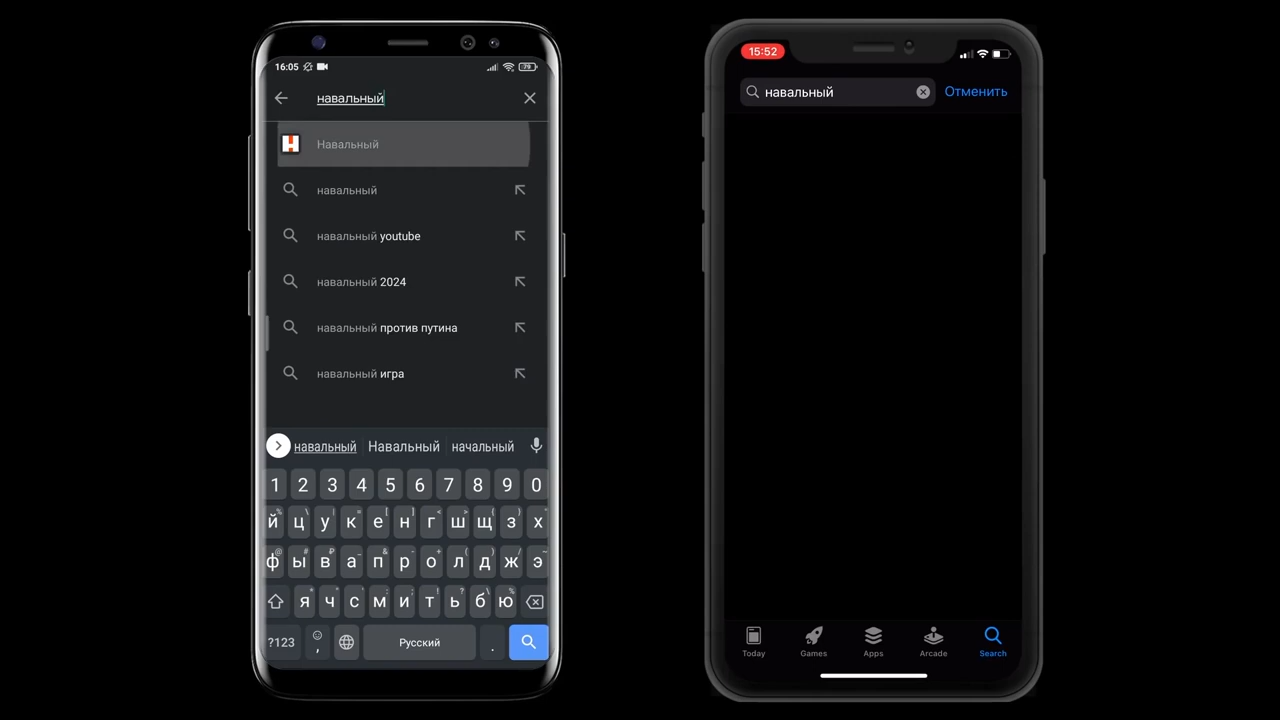 16:05
79
навальный
Навальный
навальный
навальный youtube
навальный 2024
навальный против путина
навальный игра
навальный Навальный начальный
1 2 3 4 5 6 7 8 9 0
й ц у к е н г ш щ з х
ф ы в а п р о л д ж э
я ч с м и т ь б ю
?123 , Русский .
15:52
навальный
Отменить
Today Games Apps Arcade Search